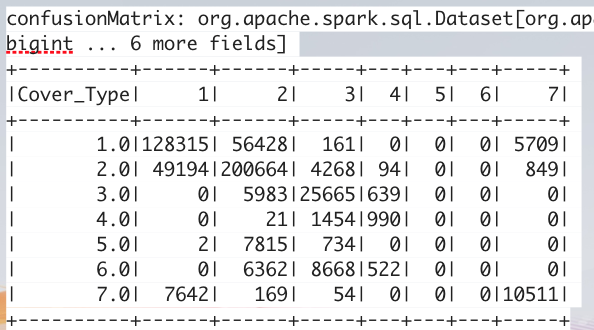 confusionMatrix: org.apache.spark.sql.Dataset[org.ap
bigint ... 6 more fields]
+----------+------+------+-----+---+---+---+-----+
|Cover_Type|     1|     2|    3|  4|  5|  6|    7|
+----------+------+------+-----+---+---+---+-----+
|       1.0|128315| 56428|  161|  0|  0|  0| 5709|
|       2.0| 49194|200664| 4268| 94|  0|  0|  849|
|       3.0|     0|  5983|25665|639|  0|  0|    0|
|       4.0|     0|    21| 1454|990|  0|  0|    0|
|       5.0|     2|  7815|  734|  0|  0|  0|    0|
|       6.0|     0|  6362| 8668|522|  0|  0|    0|
|       7.0|  7642|   169|   54|  0|  0|  0|10511|
+----------+------+------+-----+---+---+---+-----+